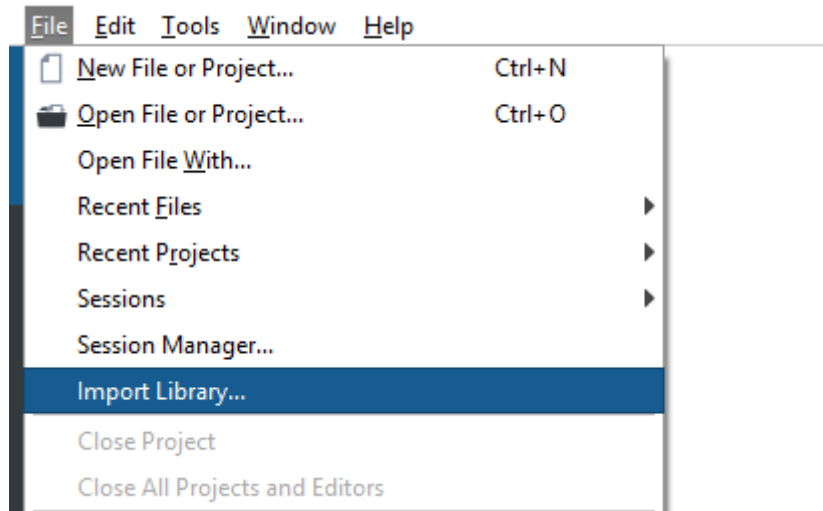 File Edit Tools Window Help
New File or Project... Ctrl+N
Open File or Project... Ctrl+O
Open File With...
Recent Files
Recent Projects
Sessions
Session Manager...
Import Library...
Close Project
Close All Projects and Editors